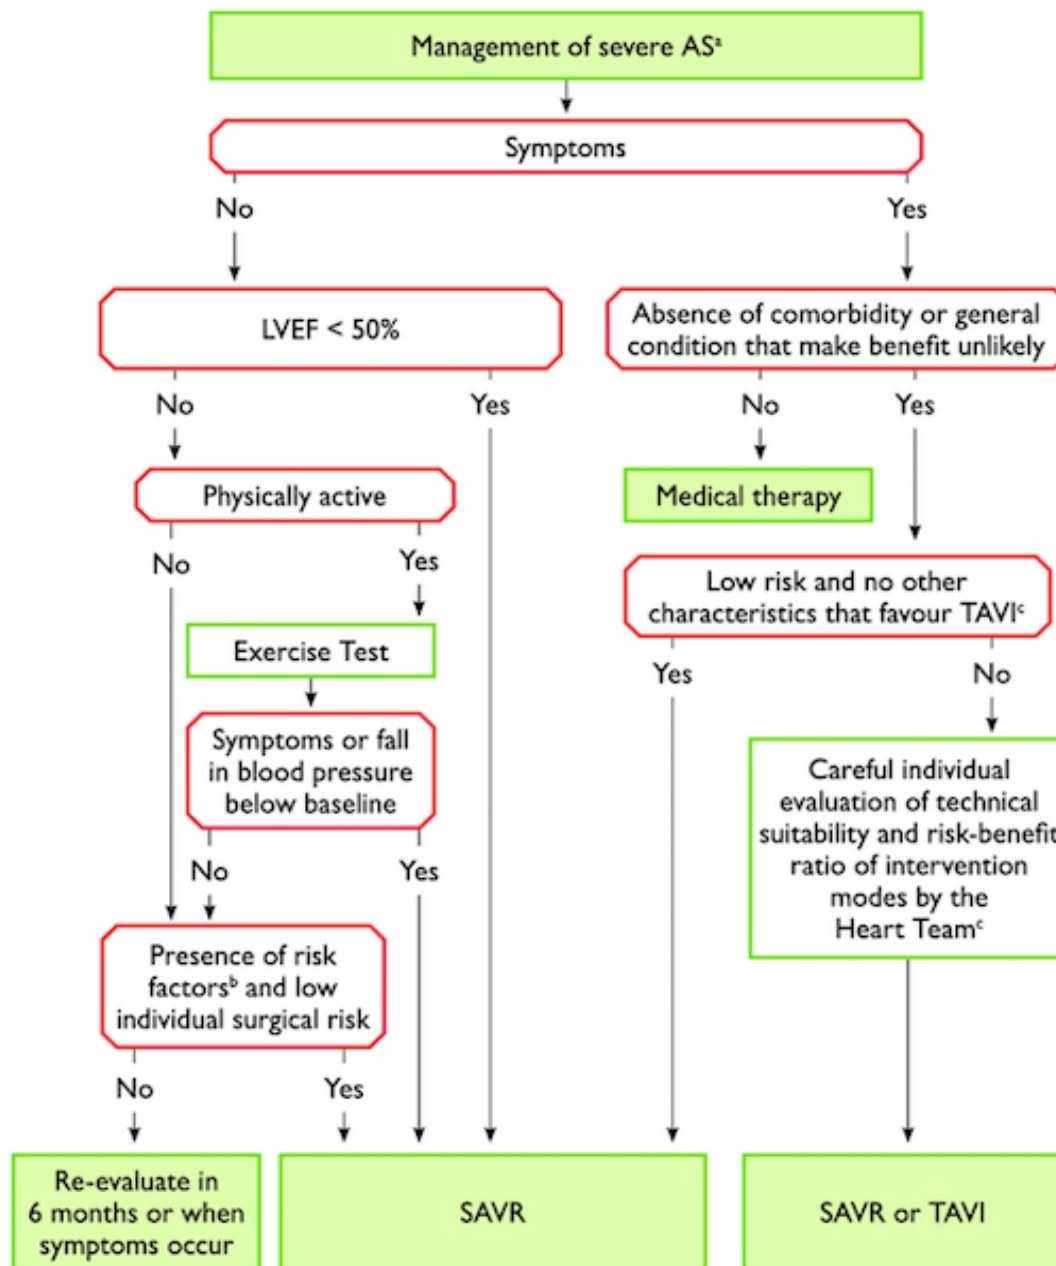 Management of severe ASᵃ
Symptoms
No
Yes
LVEF < 50%
Absence of comorbidity or general
condition that make benefit unlikely
No
Yes
No
Yes
Physically active
Medical therapy
No
Yes
Low risk and no other
characteristics that favour TAVIᶜ
Exercise Test
Yes
No
Symptoms or fall
in blood pressure
below baseline
Careful individual
evaluation of technical
suitability and risk-benefit
ratio of intervention
modes by the
Heart Teamᶜ
No
Yes
Presence of risk
factorsᵇ and low
individual surgical risk
No
Yes
Re-evaluate in
6 months or when
symptoms occur
SAVR
SAVR or TAVI